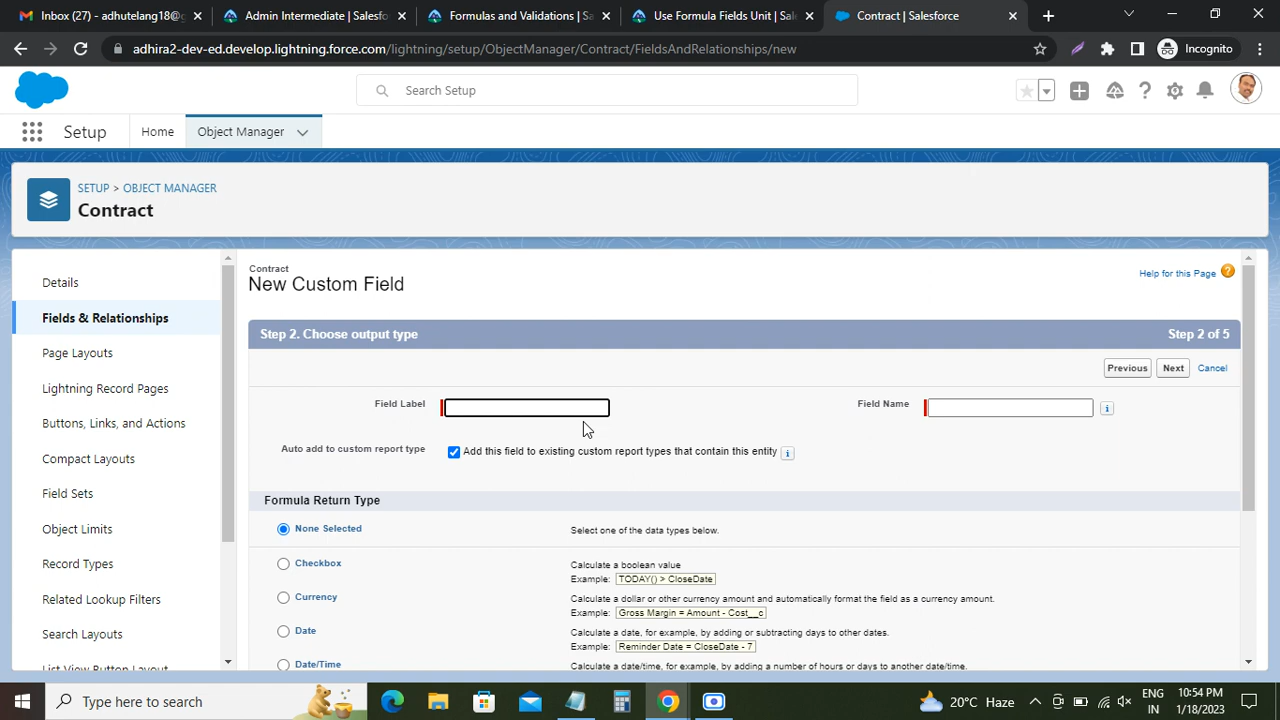 Inbox (27) - adhutelang18@g
Admin Intermediate | Salesfo
Formulas and Validations | Sa
Use Formula Fields Unit | Sal
Contract | Salesforce
adhira2-dev-ed.develop.lightning.force.com/lightning/setup/ObjectManager/Contract/FieldsAndRelationships/new
Incognito
Search Setup
Setup
Home
Object Manager
SETUP > OBJECT MANAGER
Contract
Details
Fields & Relationships
Page Layouts
Lightning Record Pages
Buttons, Links, and Actions
Compact Layouts
Field Sets
Object Limits
Record Types
Related Lookup Filters
Search Layouts
List View Button Layout
Contract
New Custom Field
Help for this Page
Step 2. Choose output type
Step 2 of 5
Previous
Next
Cancel
Field Label
Field Name
Auto add to custom report type
Add this field to existing custom report types that contain this entity
Formula Return Type
None Selected
Select one of the data types below.
Checkbox
Calculate a boolean value
Example: TODAY() > CloseDate
Currency
Calculate a dollar or other currency amount and automatically format the field as a currency amount.
Example: Gross Margin = Amount - Cost__c
Date
Calculate a date, for example, by adding or subtracting days to other dates.
Example: Reminder Date = CloseDate - 7
Date/Time
Calculate a date/time, for example, by adding a number of hours or days to another date/time.
Type here to search
20°C Haze
ENG
IN
10:54 PM
1/18/2023